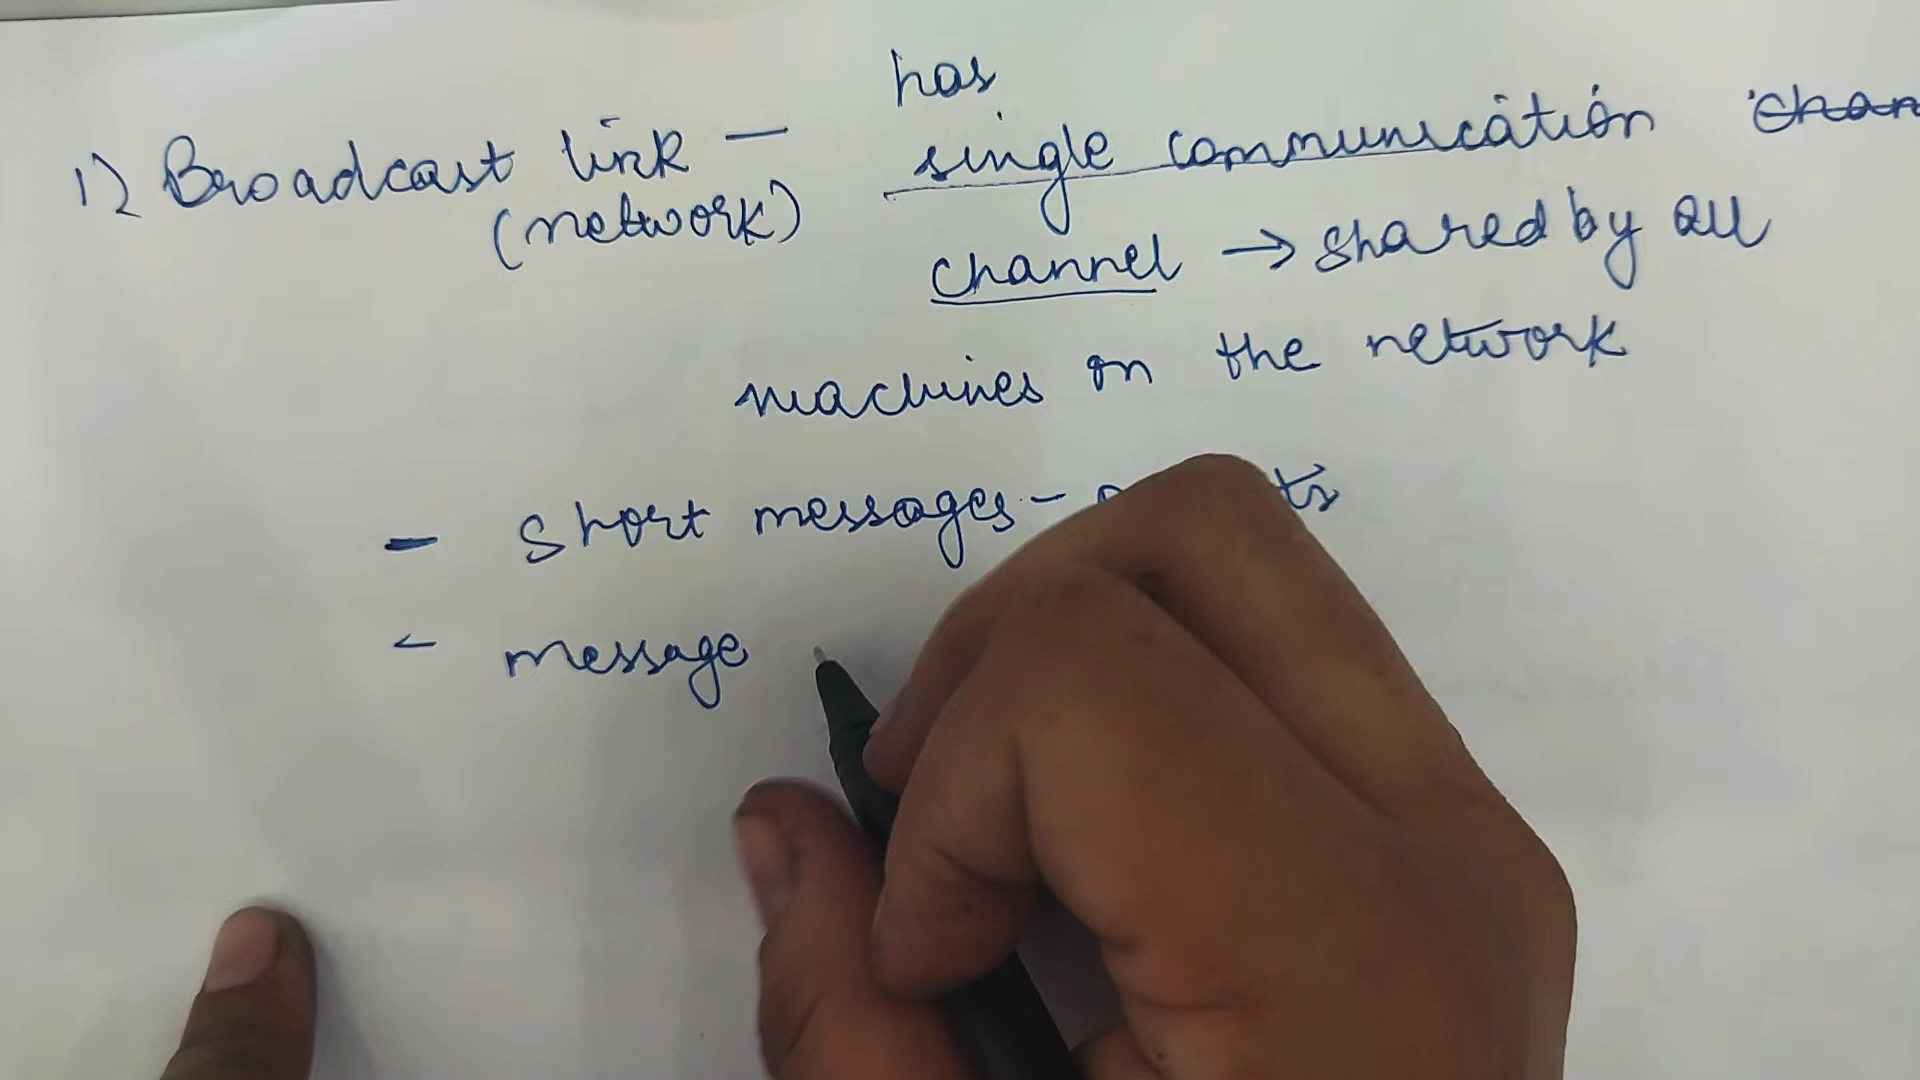 has
1) Broadcast link — single communication
(network) channel → shared by all
machines on the network
- Short messages -
- message